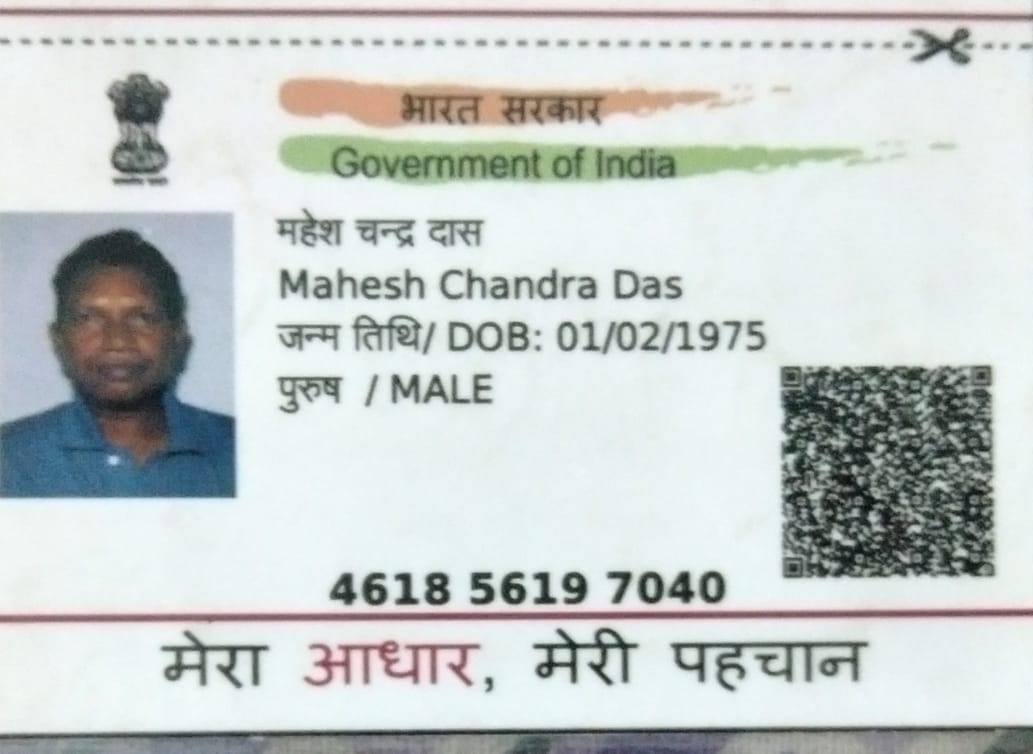 भारत सरकार
Government of India
महेश चन्द्र दास
Mahesh Chandra Das
जन्म तिथि/ DOB: 01/02/1975
पुरुष / MALE
4618 5619 7040
मेरा आधार, मेरी पहचान